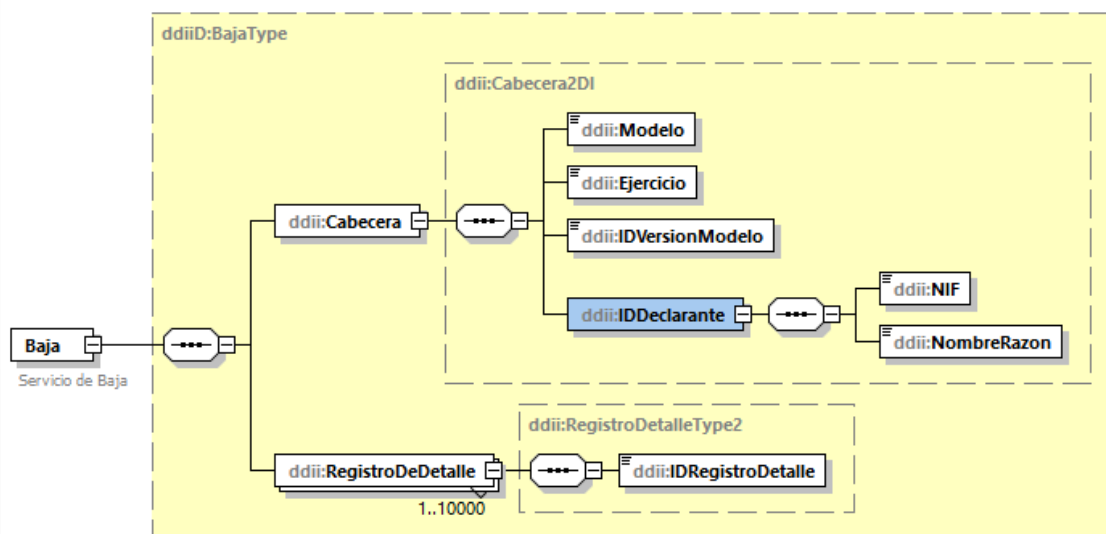 ddiiD:BajaType
ddii:Cabecera2DI
ddii:Modelo
ddii:Ejercicio
ddii:Cabecera
ddii:IDVersionModelo
ddii:NIF
ddii:IDDeclarante
ddii:NombreRazon
Baja
Servicio de Baja
ddii:RegistroDetalleType2
ddii:RegistroDeDetalle
ddii:IDRegistroDetalle
1..10000